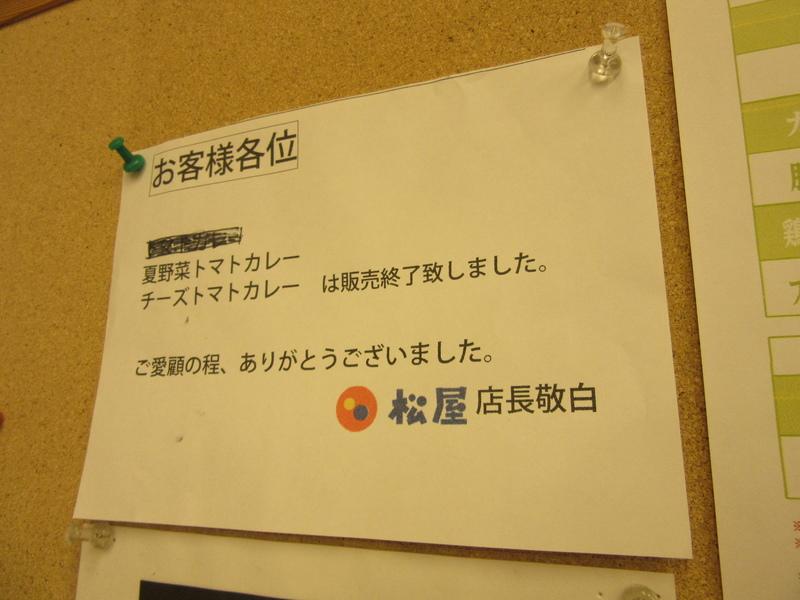 お客様各位
夏野菜トマトカレー
チーズトマトカレー は販売終了致しました。
ご愛顧の程、ありがとうございました。
松屋 店長敬白
鶏